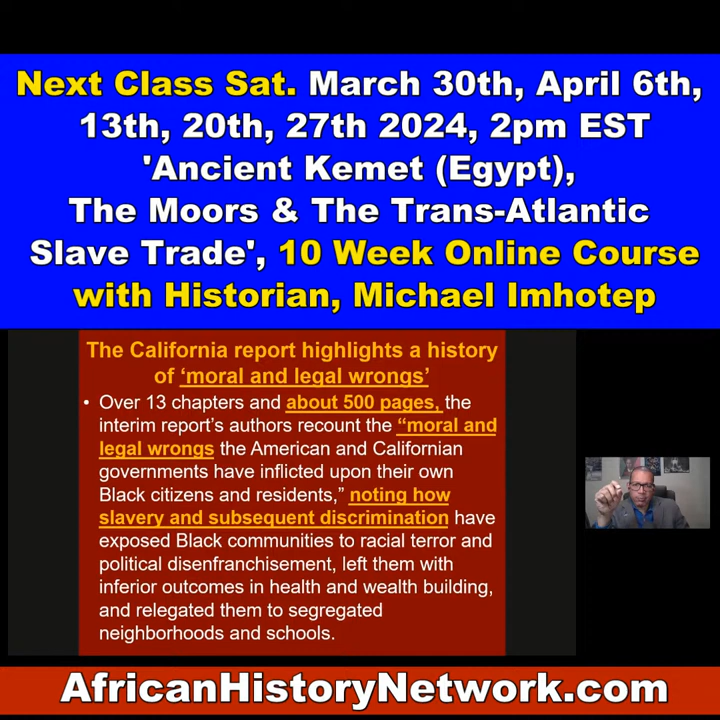 Next Class Sat. March 30th, April 6th,
13th, 20th, 27th 2024, 2pm EST
'Ancient Kemet (Egypt),
The Moors & The Trans-Atlantic
Slave Trade', 10 Week Online Course
with Historian, Michael Imhotep
The California report highlights a history
of ‘moral and legal wrongs’
• Over 13 chapters and about 500 pages, the
interim report’s authors recount the “moral and
legal wrongs the American and Californian
governments have inflicted upon their own
Black citizens and residents,” noting how
slavery and subsequent discrimination have
exposed Black communities to racial terror and
political disenfranchisement, left them with
inferior outcomes in health and wealth building,
and relegated them to segregated
neighborhoods and schools.
AfricanHistoryNetwork.com